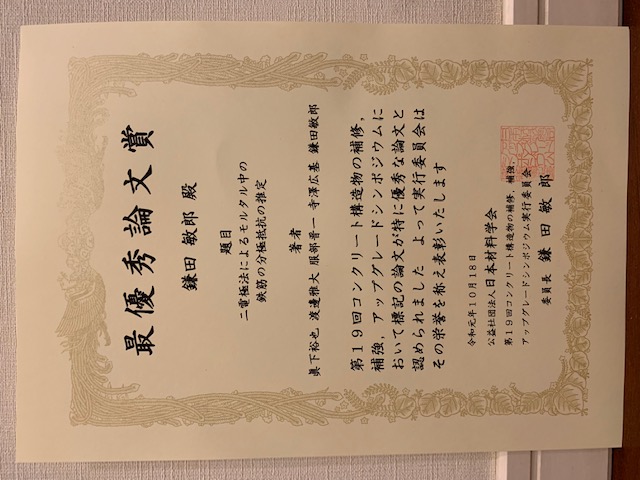 最優秀論文賞
鎌田 敏郎 殿
題目
二電極法によるモルタル中の
鉄筋の分極抵抗の推定
著者
眞下裕也 渡邊雅大 服部晋一 寺澤広基 鎌田敏郎
第19回コンクリート構造物の補修，
補強，アップグレードシンポジウムに
おいて標記の論文が特に優秀な論文と
認められました よって実行委員会は
その栄誉を称え表彰いたします
令和元年10月18日
公益社団法人日本材料学会
第19回コンクリート構造物の補修，補強，
アップグレードシンポジウム実行委員会
委員長 鎌田敏郎